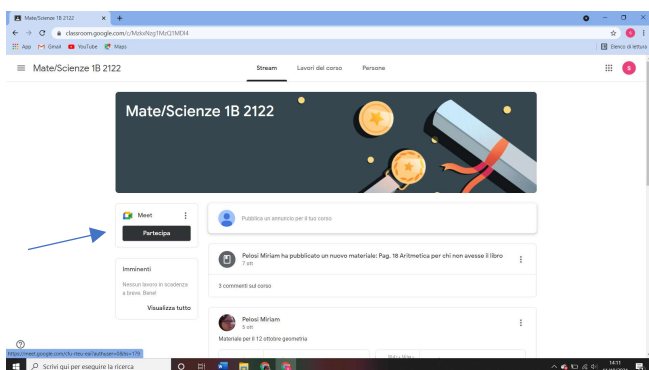 Mate/Scienze 1B 2122
classroom.google.com/c/
App Gmail YouTube Maps Elenco di lettura
Mate/Scienze 1B 2122 Stream Lavori del corso Persone
B
Mate/Scienze 1B 2122
Meet
Partecipa
Pubblica un annuncio per il tuo corso
Pelosi Miriam ha pubblicato un nuovo materiale: Pag. 18 Aritmetica per chi non avesse il libro
7 ott
3 commenti sul corso
Imminenti
Nessun lavoro in scadenza
a breve. Bene!
Visualizza tutto
Pelosi Miriam
5 ott
Materiale per il 12 ottobre geometria
Scrivi qui per eseguire la ricerca
14:11